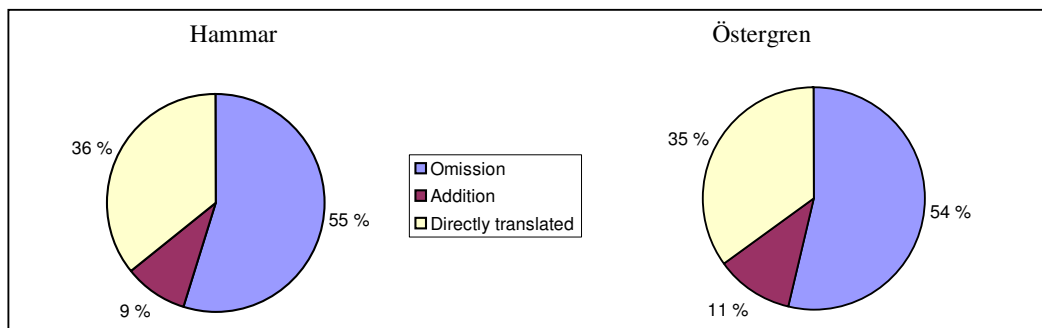 Hammar
Östergren
36 %
55 %
9 %
Omission
Addition
Directly translated
35 %
54 %
11 %